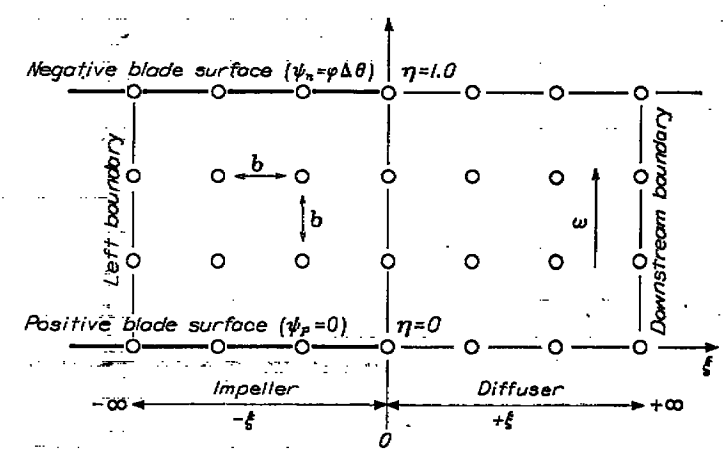 Negative blade surface (ψn=φΔθ) η=1.0
Left boundary
b
b
ω
Downstream boundary
Positive blade surface (ψp=0) η=0
ξ
Impeller
Diffuser
-∞
-ξ
+ξ
+∞
0